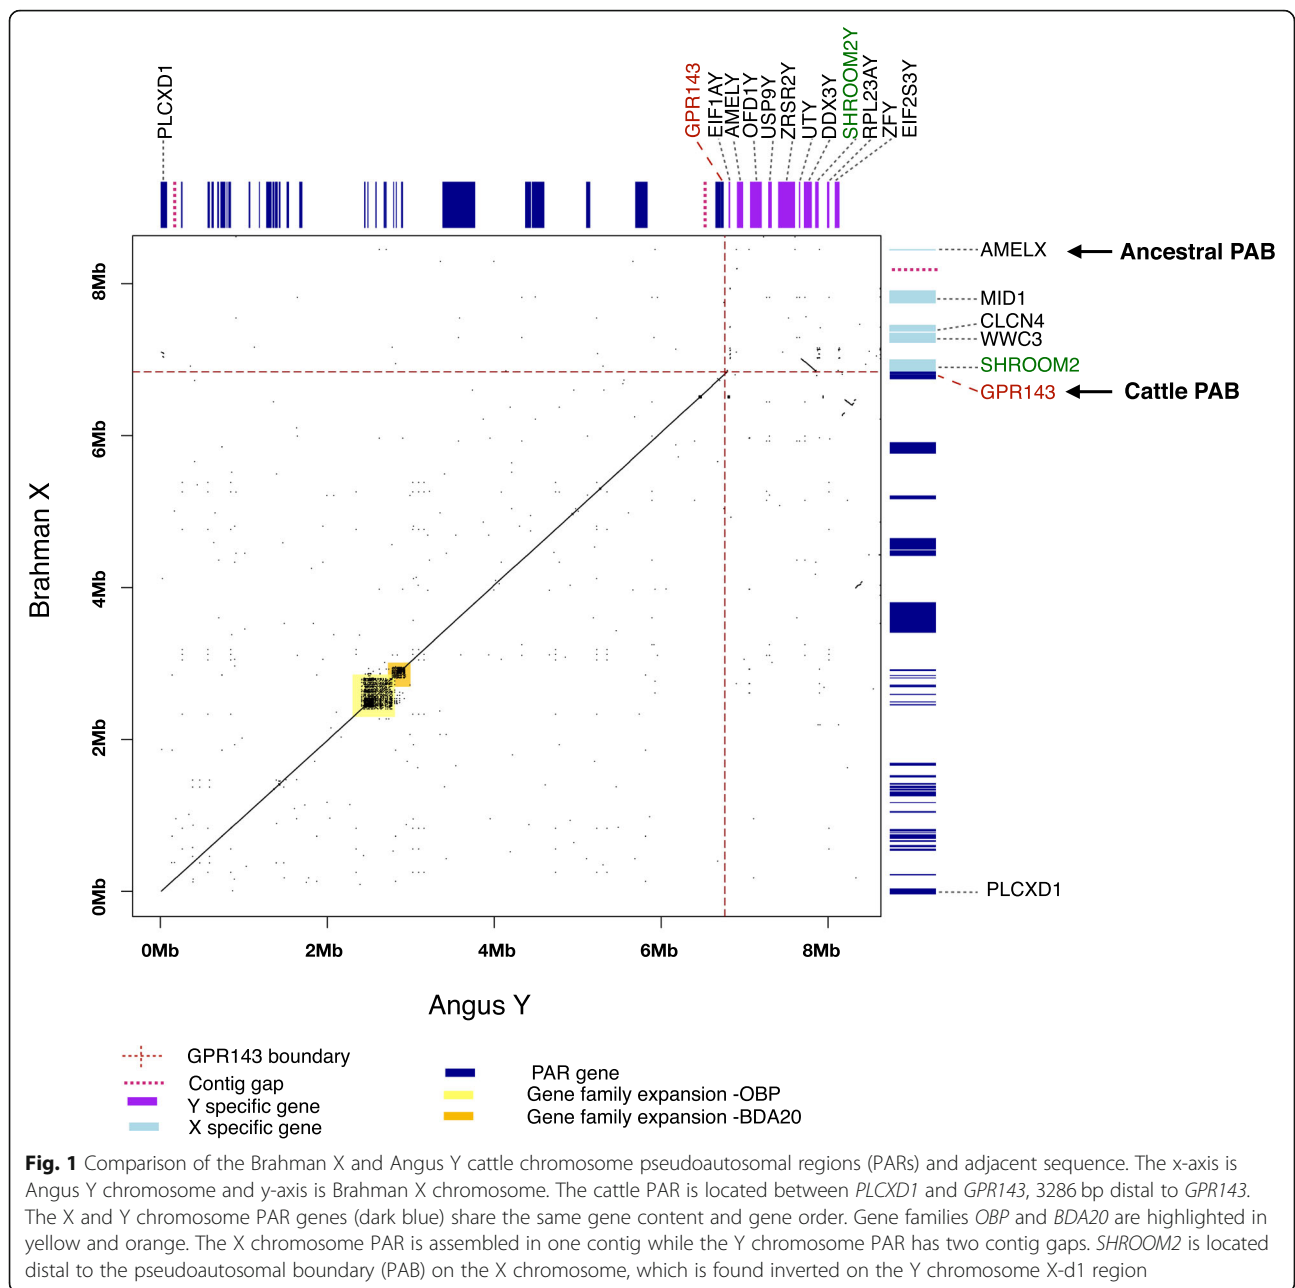 PLCXD1
GPR143
EIF1AY
AMELY
OFD1Y
USP9Y
ZRSR2Y
UTY
DDX3Y
SHROOM2Y
RPL23AY
ZFY
EIF2S3Y
AMELX
Ancestral PAB
MID1
CLCN4
WWC3
SHROOM2
GPR143
Cattle PAB
PLCXD1
8Mb
6Mb
4Mb
2Mb
0Mb
Brahman X
0Mb 2Mb 4Mb 6Mb 8Mb
Angus Y
GPR143 boundary
Contig gap
Y specific gene
X specific gene
PAR gene
Gene family expansion -OBP
Gene family expansion -BDA20
Fig. 1 Comparison of the Brahman X and Angus Y cattle chromosome pseudoautosomal regions (PARs) and adjacent sequence. The x-axis is
Angus Y chromosome and y-axis is Brahman X chromosome. The cattle PAR is located between PLCXD1 and GPR143, 3286 bp distal to GPR143.
The X and Y chromosome PAR genes (dark blue) share the same gene content and gene order. Gene families OBP and BDA20 are highlighted in
yellow and orange. The X chromosome PAR is assembled in one contig while the Y chromosome PAR has two contig gaps. SHROOM2 is located
distal to the pseudoautosomal boundary (PAB) on the X chromosome, which is found inverted on the Y chromosome X-d1 region